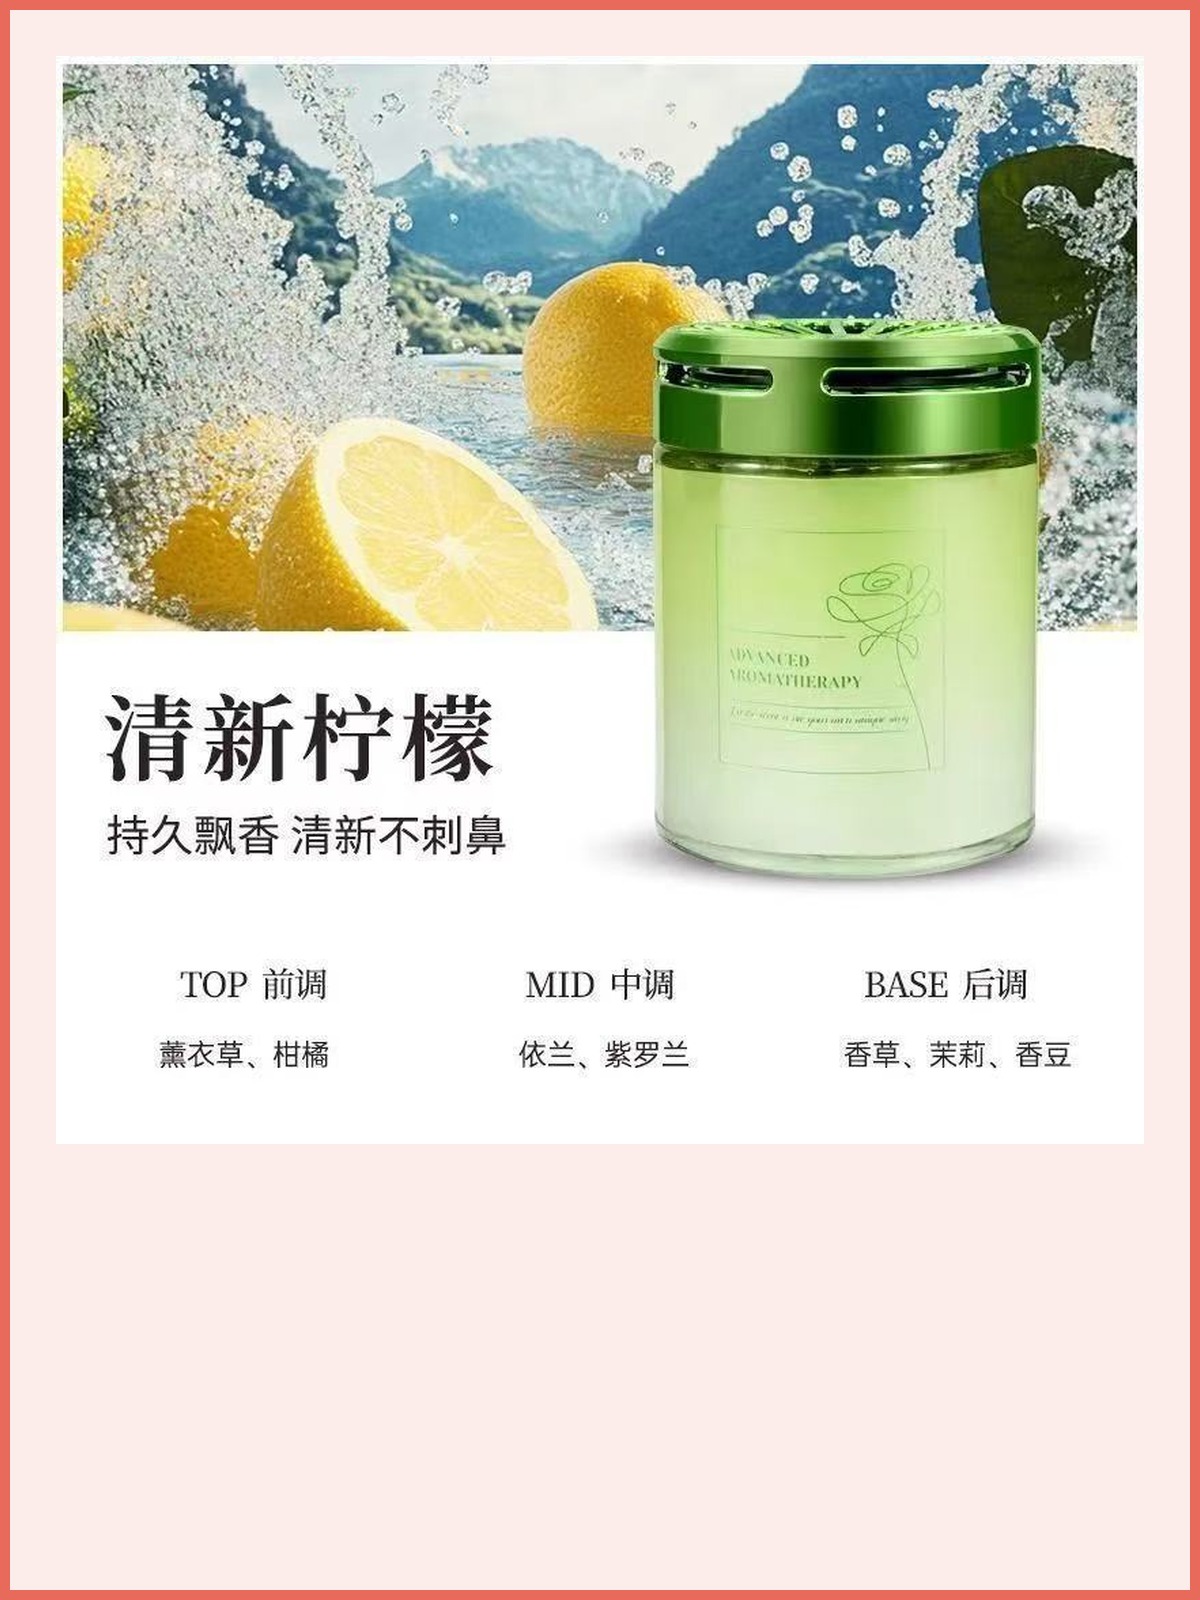 ADVANCED
AROMATHERAPY
清新柠檬
持久飘香 清新不刺鼻
TOP 前调
MID 中调
BASE 后调
薰衣草、柑橘
依兰、紫罗兰
香草、茉莉、香豆